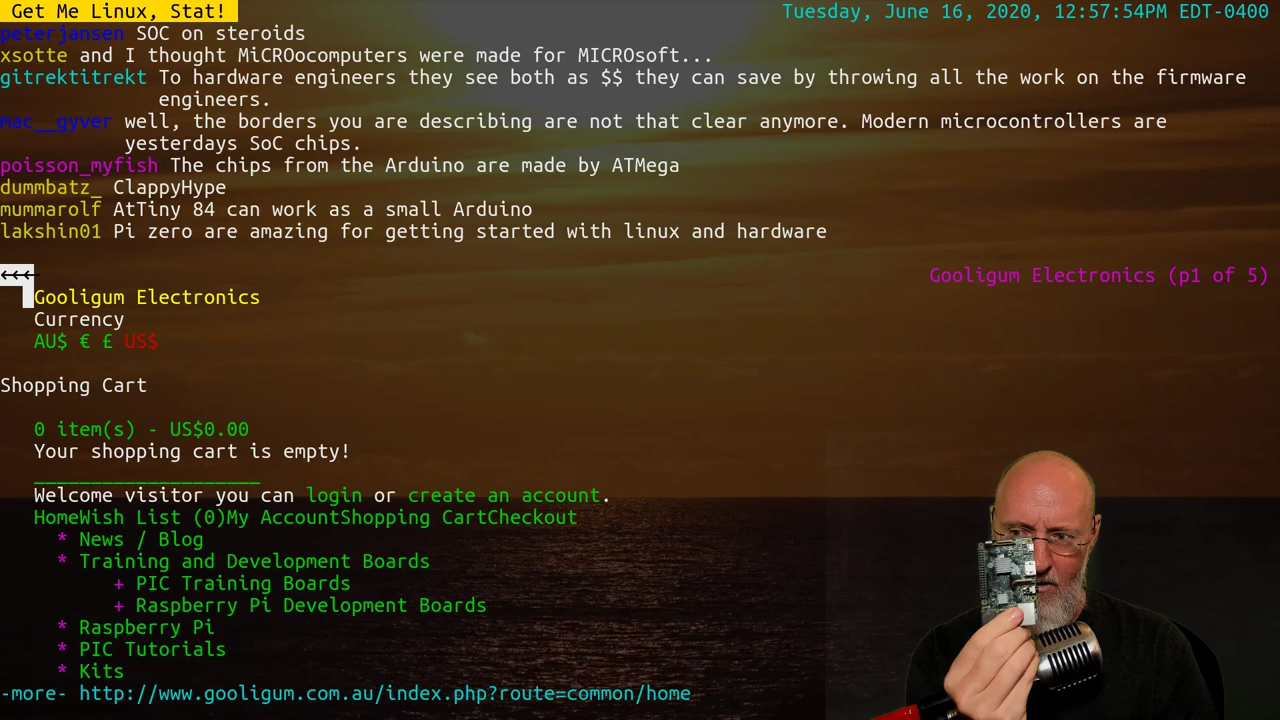 Get Me Linux, Stat!
Tuesday, June 16, 2020, 12:57:54PM EDT-0400
peterjansen SOC on steroids
xsotte and I thought MiCROocomputers were made for MICROsoft...
gitrektitrekt To hardware engineers they see both as $$ they can save by throwing all the work on the firmware
engineers.
mac__gyver well, the borders you are describing are not that clear anymore. Modern microcontrollers are
yesterdays SoC chips.
poisson_myfish The chips from the Arduino are made by ATMega
dummbatz_ ClappyHype
mummarolf AtTiny 84 can work as a small Arduino
lakshin01 Pi zero are amazing for getting started with linux and hardware
←←← Gooligum Electronics (p1 of 5)
Gooligum Electronics
Currency
AU$ € £ US$
Shopping Cart
0 item(s) - US$0.00
Your shopping cart is empty!
____________________
Welcome visitor you can login or create an account.
HomeWish List (0)My AccountShopping CartCheckout
* News / Blog
* Training and Development Boards
+ PIC Training Boards
+ Raspberry Pi Development Boards
* Raspberry Pi
* PIC Tutorials
* Kits
-more- http://www.gooligum.com.au/index.php?route=common/home